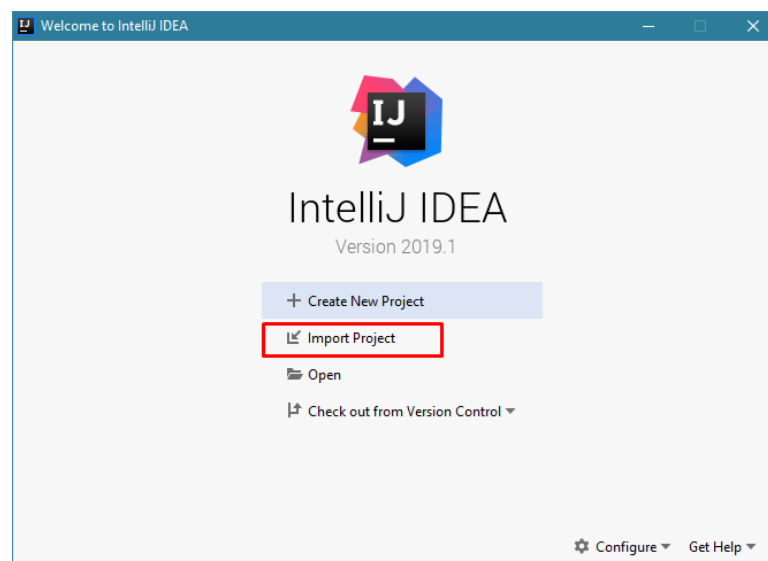 Welcome to IntelliJ IDEA
IJ
IntelliJ IDEA
Version 2019.1
Create New Project
Import Project
Open
Check out from Version Control
Configure Get Help